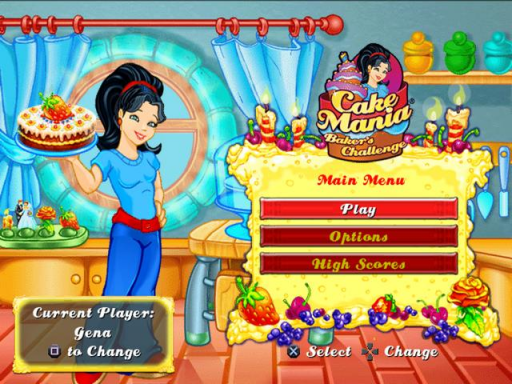 Cake
Mania®
Baker's
Challenge
Main Menu
Play
Options
High Scores
Current Player:
Gena
to Change
Select
Change